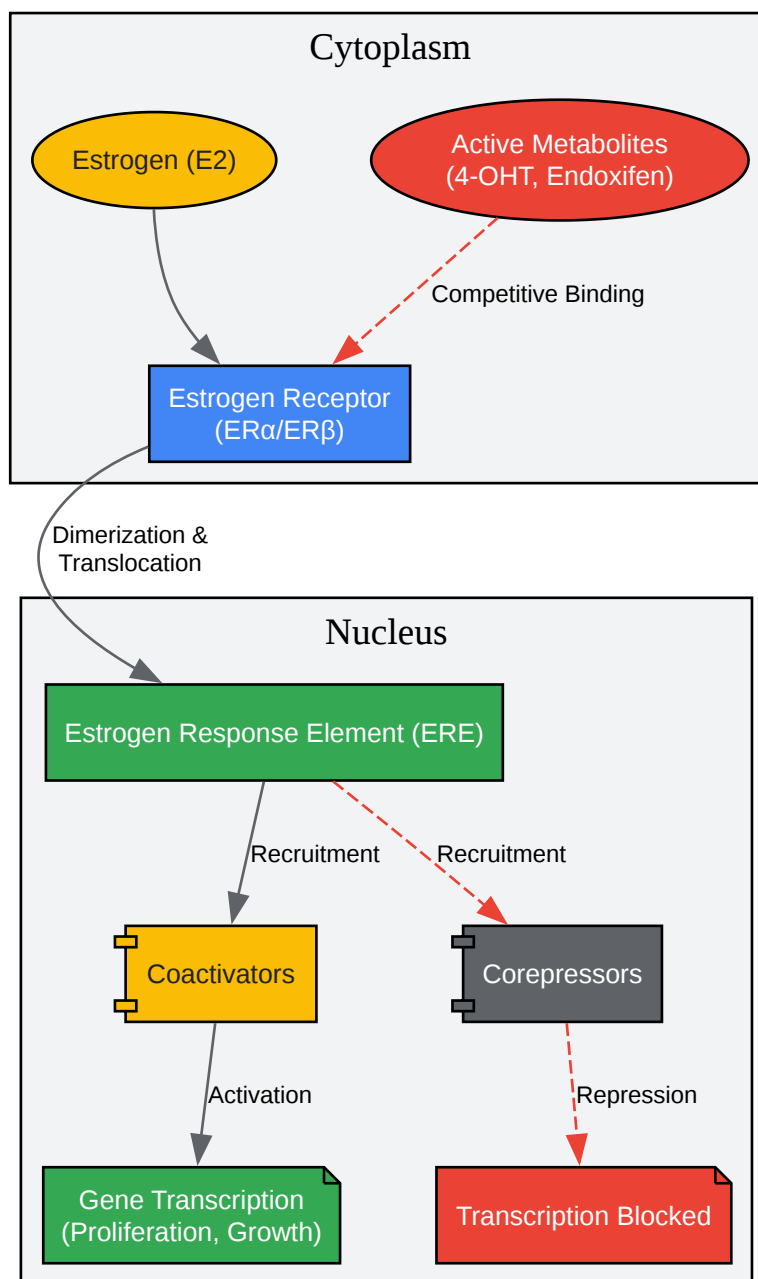 Cytoplasm
Estrogen (E2)
Active Metabolites
(4-OHT, Endoxifen)
Competitive Binding
Estrogen Receptor
(ERα/ERβ)
Dimerization &
Translocation
Nucleus
Estrogen Response Element (ERE)
Recruitment
Recruitment
Coactivators
Corepressors
Activation
Repression
Gene Transcription
(Proliferation, Growth)
Transcription Blocked